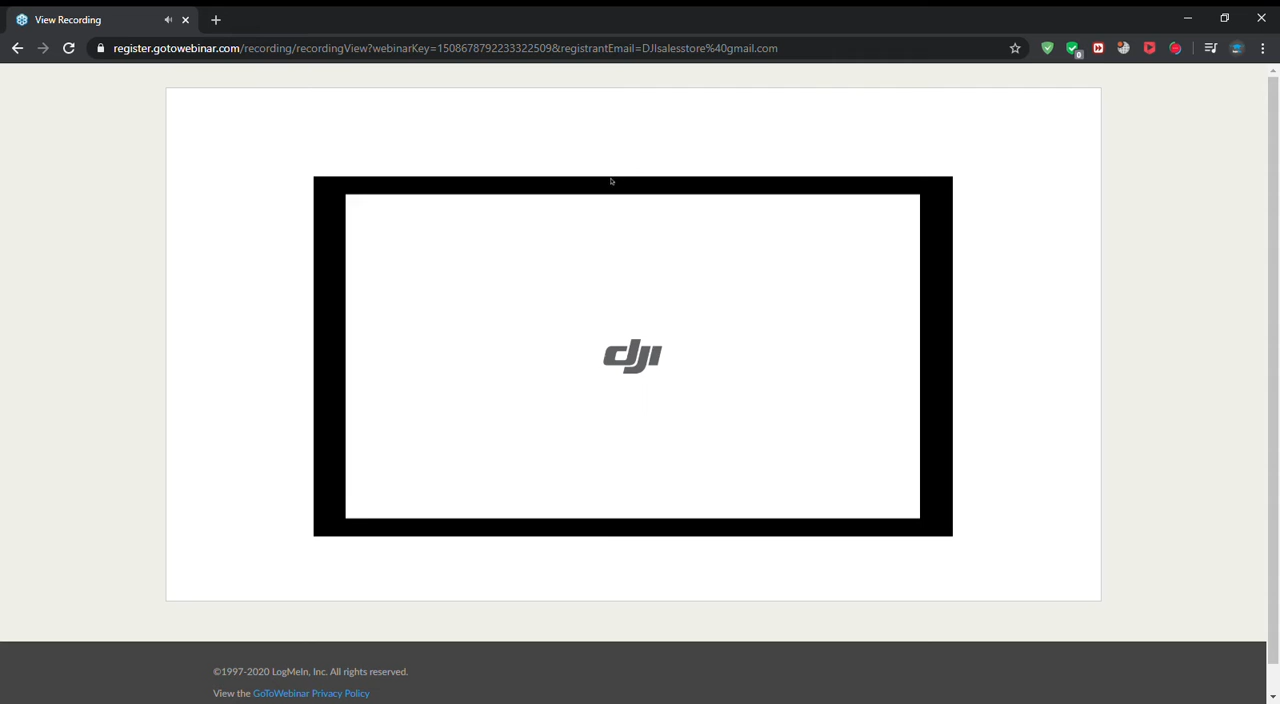 View Recording
register.gotowebinar.com/recording/recordingView?webinarKey=1508678792233322509&registrantEmail=DJIsalesstore%40gmail.com
0
dji
©1997-2020 LogMeIn, Inc. All rights reserved.
View the GoToWebinar Privacy Policy